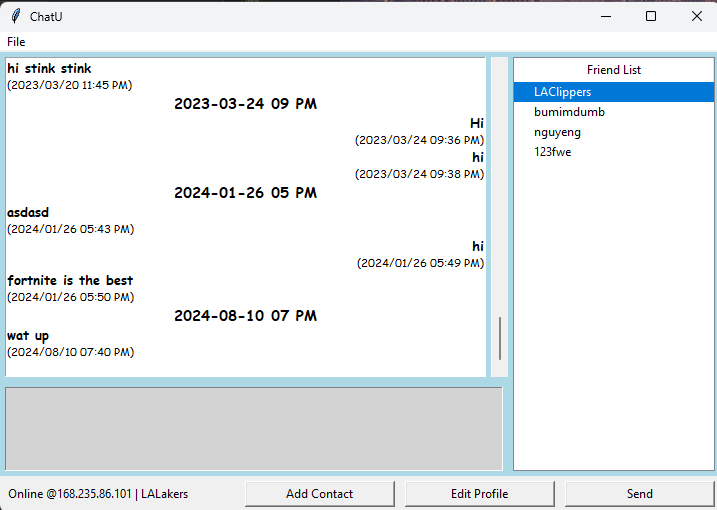 ChatU
File
hi stink stink
(2023/03/20 11:45 PM)
2023-03-24 09 PM
Hi
(2023/03/24 09:36 PM)
hi
(2023/03/24 09:38 PM)
2024-01-26 05 PM
asdasd
(2024/01/26 05:43 PM)
hi
(2024/01/26 05:49 PM)
fortnite is the best
(2024/01/26 05:50 PM)
2024-08-10 07 PM
wat up
(2024/08/10 07:40 PM)
Friend List
LAClippers
bumimdumb
nguyeng
123fwe
Online @168.235.86.101 | LALakers
Add Contact
Edit Profile
Send